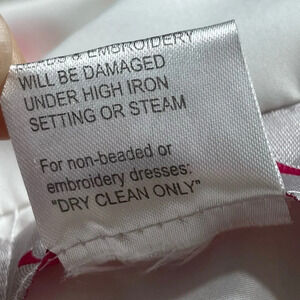 & EMBROIDERY
WILL BE DAMAGED
UNDER HIGH IRON
SETTING OR STEAM
For non-beaded or
embroidery dresses:
"DRY CLEAN ONLY"